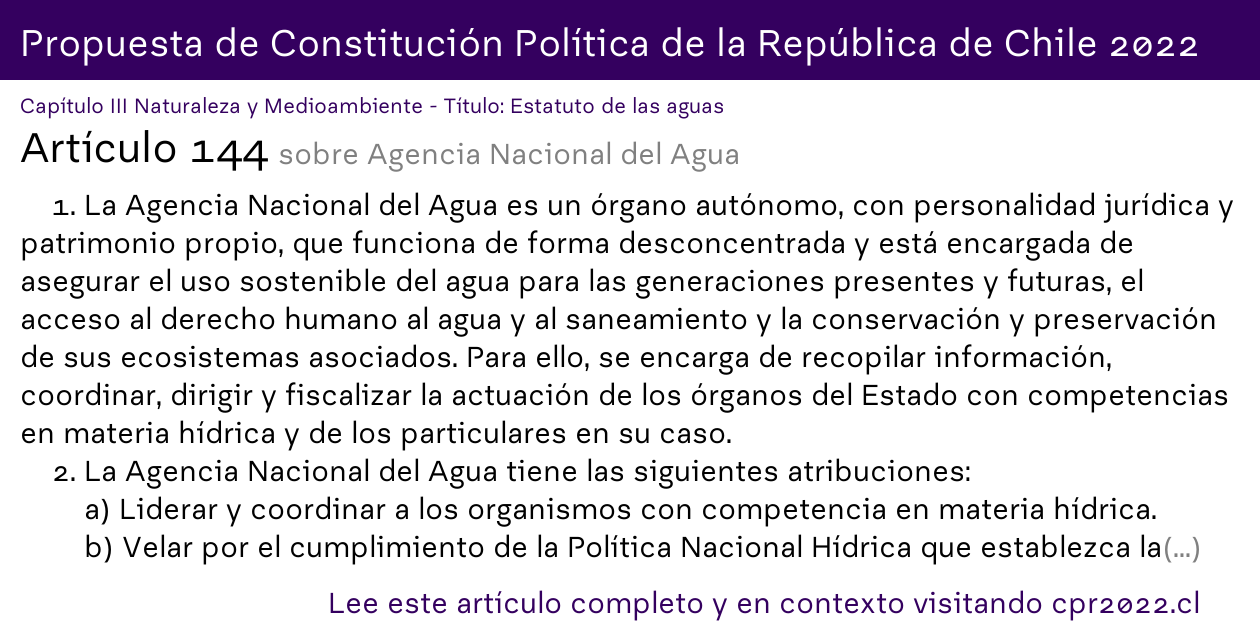 Propuesta de Constitución Política de la República de Chile 2022
Capítulo III Naturaleza y Medioambiente - Título: Estatuto de las aguas
Artículo 144 sobre Agencia Nacional del Agua
1. La Agencia Nacional del Agua es un órgano autónomo, con personalidad jurídica y
patrimonio propio, que funciona de forma desconcentrada y está encargada de
asegurar el uso sostenible del agua para las generaciones presentes y futuras, el
acceso al derecho humano al agua y al saneamiento y la conservación y preservación
de sus ecosistemas asociados. Para ello, se encarga de recopilar información,
coordinar, dirigir y fiscalizar la actuación de los órganos del Estado con competencias
en materia hídrica y de los particulares en su caso.
2. La Agencia Nacional del Agua tiene las siguientes atribuciones:
a) Liderar y coordinar a los organismos con competencia en materia hídrica.
b) Velar por el cumplimiento de la Política Nacional Hídrica que establezca la(...)
Lee este artículo completo y en contexto visitando cpr2022.cl